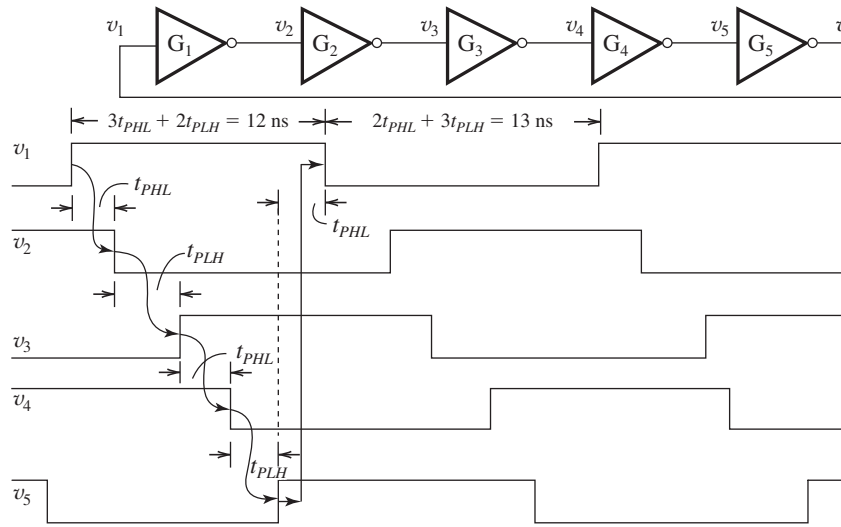 v1 G1 v2 G2 v3 G3 v4 G4 v5 G5 v
3tPHL + 2tPLH = 12 ns 2tPHL + 3tPLH = 13 ns
v1
tPHL
tPHL
v2
tPLH
v3
tPHL
v4
tPLH
v5